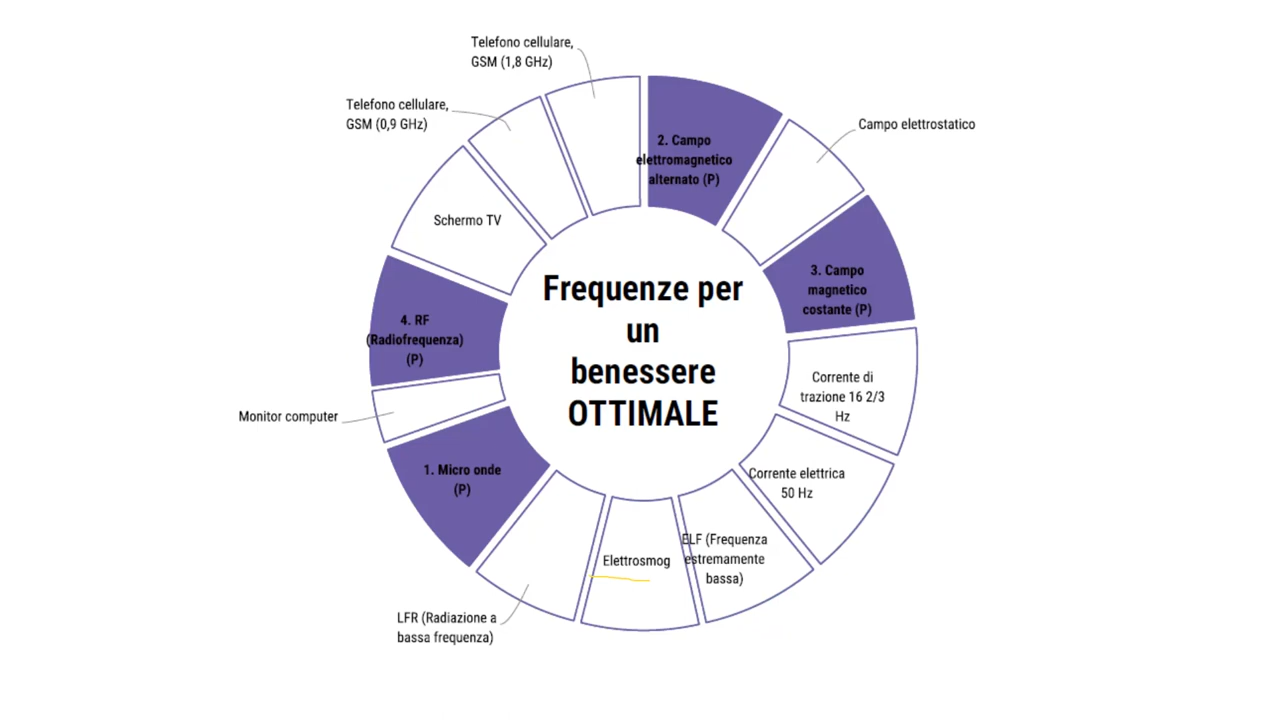 Telefono cellulare,
GSM (1,8 GHz)
Telefono cellulare,
GSM (0,9 GHz)
2. Campo
elettromagnetico
alternato (P)
Campo elettrostatico
Schermo TV
3. Campo
magnetico
costante (P)
4. RF
(Radiofrequenza)
(P)
Frequenze per
un
benessere
OTTIMALE
Corrente di
trazione 16 2/3
Hz
Monitor computer
1. Micro onde
(P)
Corrente elettrica
50 Hz
Elettrosmog
ELF (Frequenza
estremamente
bassa)
LFR (Radiazione a
bassa frequenza)